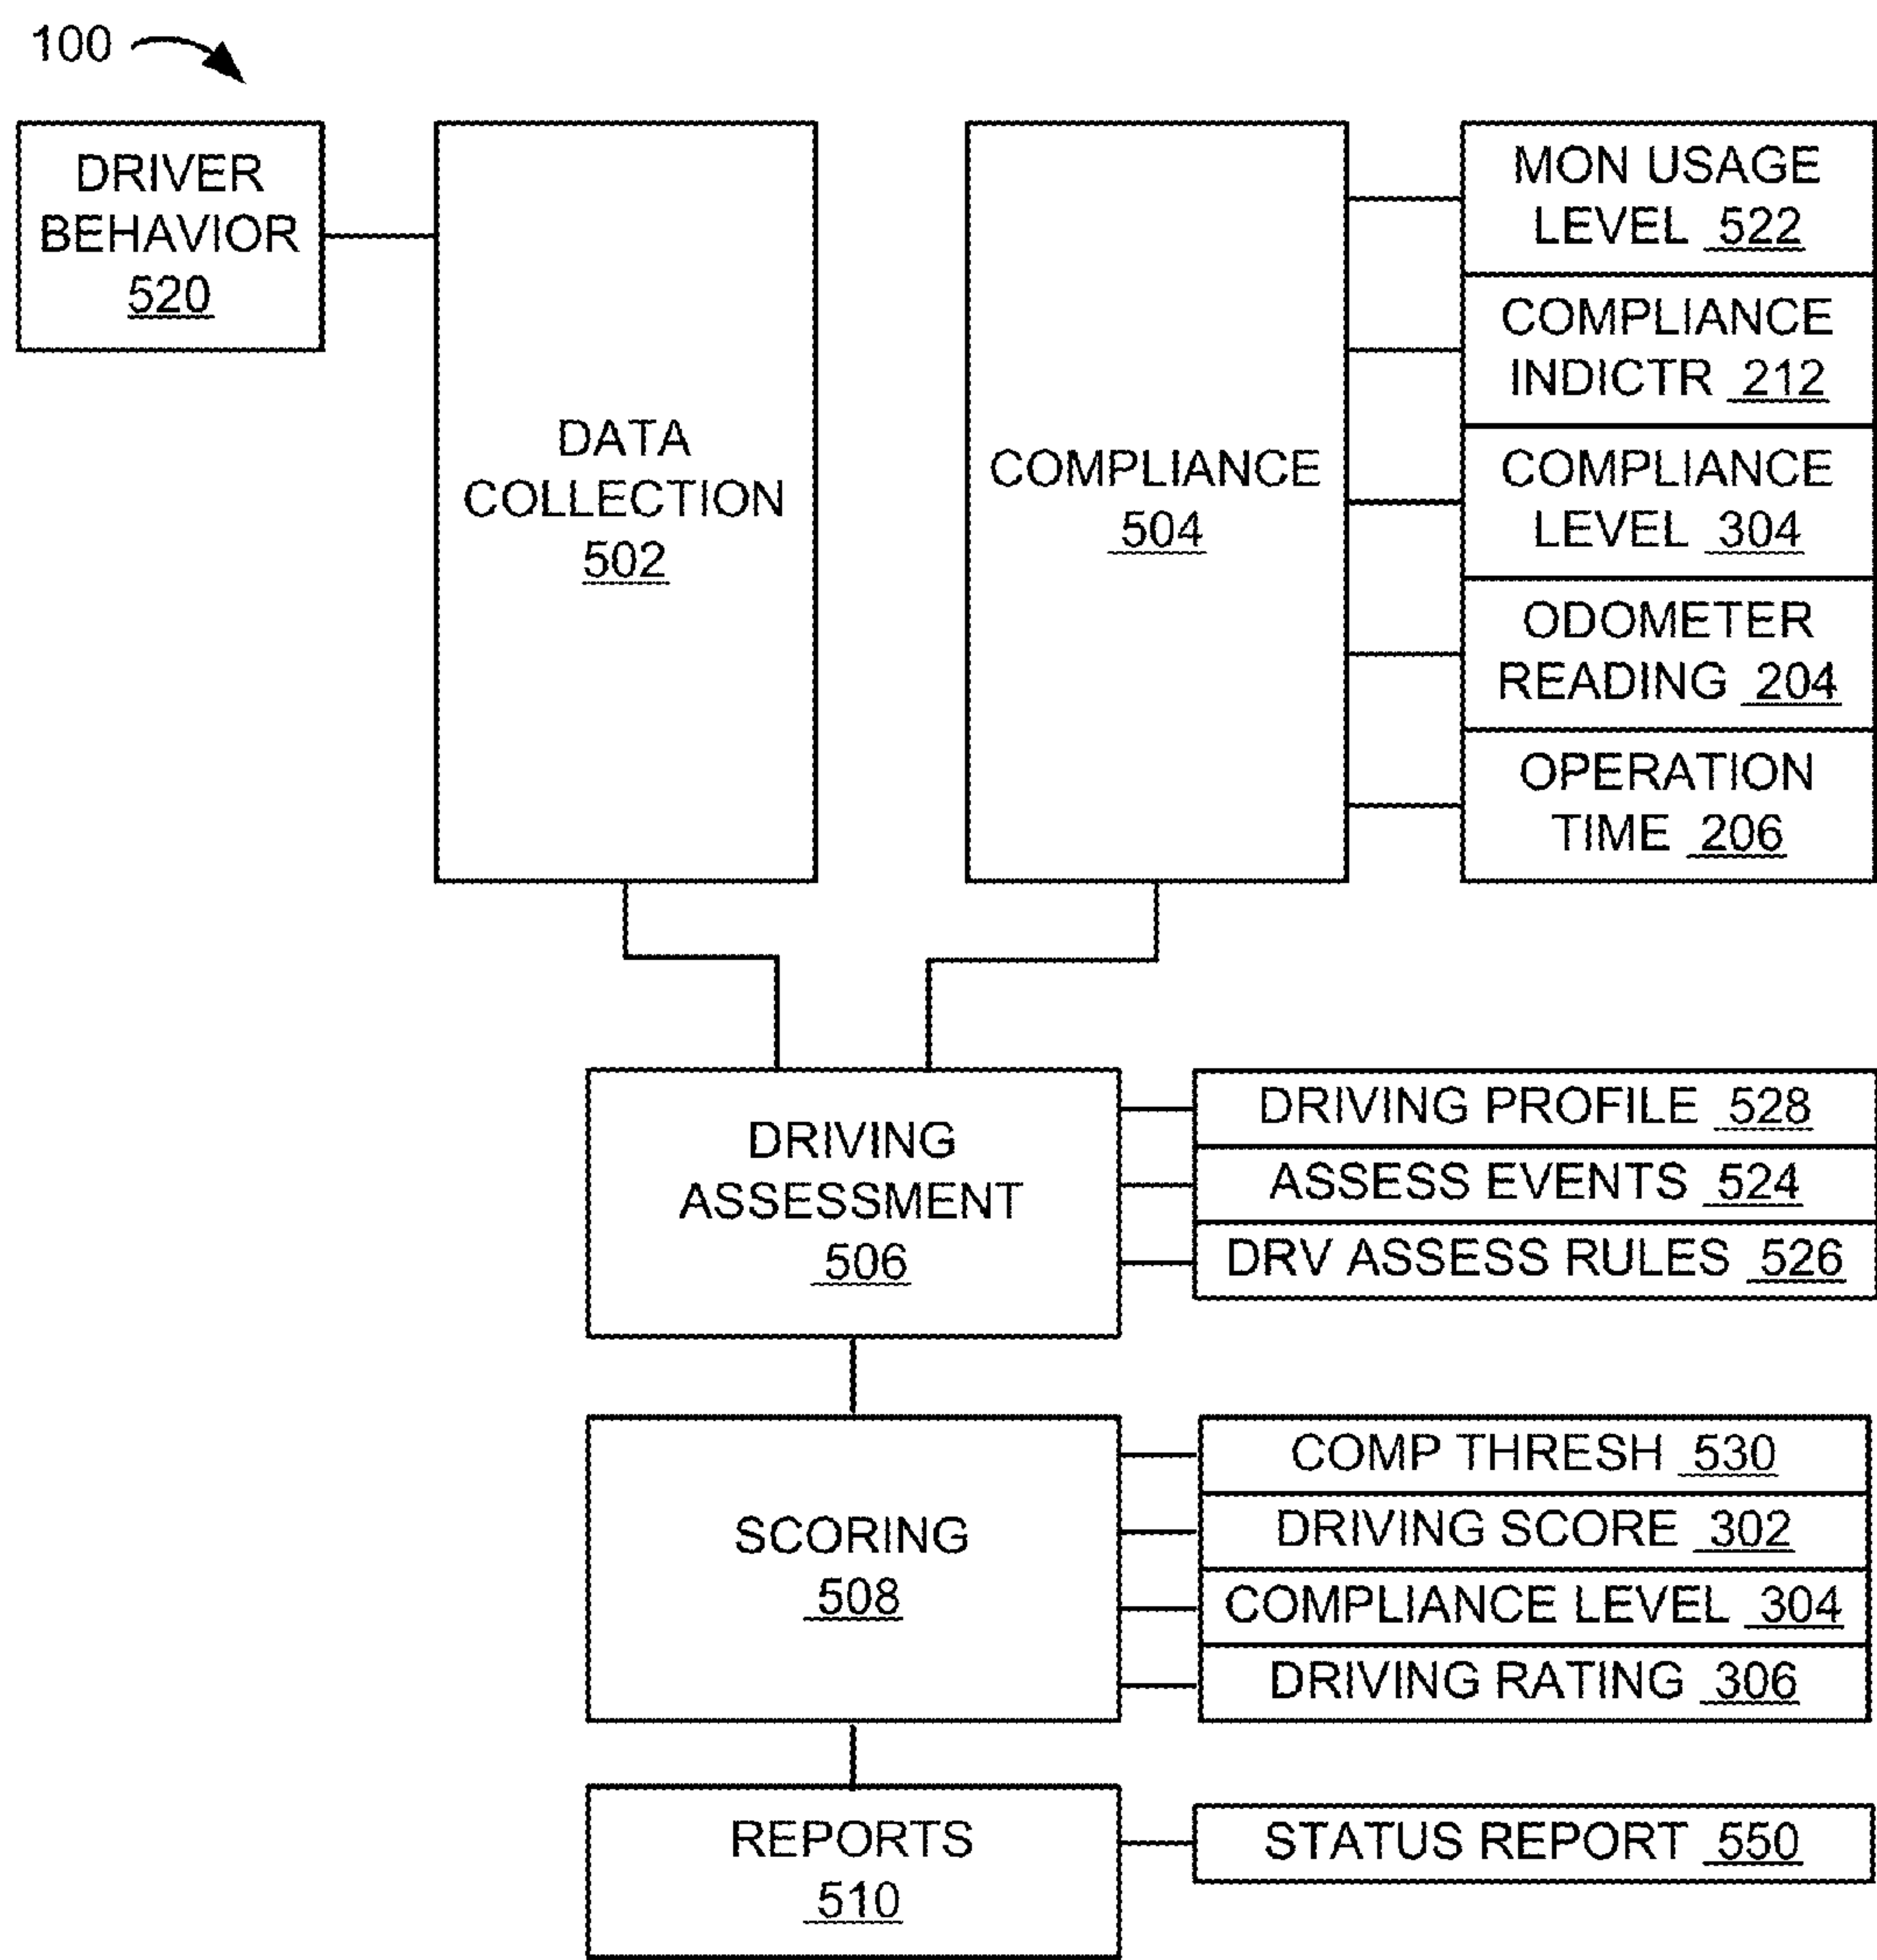 100
DRIVER
BEHAVIOR
520
DATA
COLLECTION
502
COMPLIANCE
504
MON USAGE
LEVEL 522
COMPLIANCE
INDICTR 212
COMPLIANCE
LEVEL 304
ODOMETER
READING 204
OPERATION
TIME 206
DRIVING
ASSESSMENT
506
DRIVING PROFILE 528
ASSESS EVENTS 524
DRV ASSESS RULES 526
SCORING
508
COMP THRESH 530
DRIVING SCORE 302
COMPLIANCE LEVEL 304
DRIVING RATING 306
REPORTS
510
STATUS REPORT 550